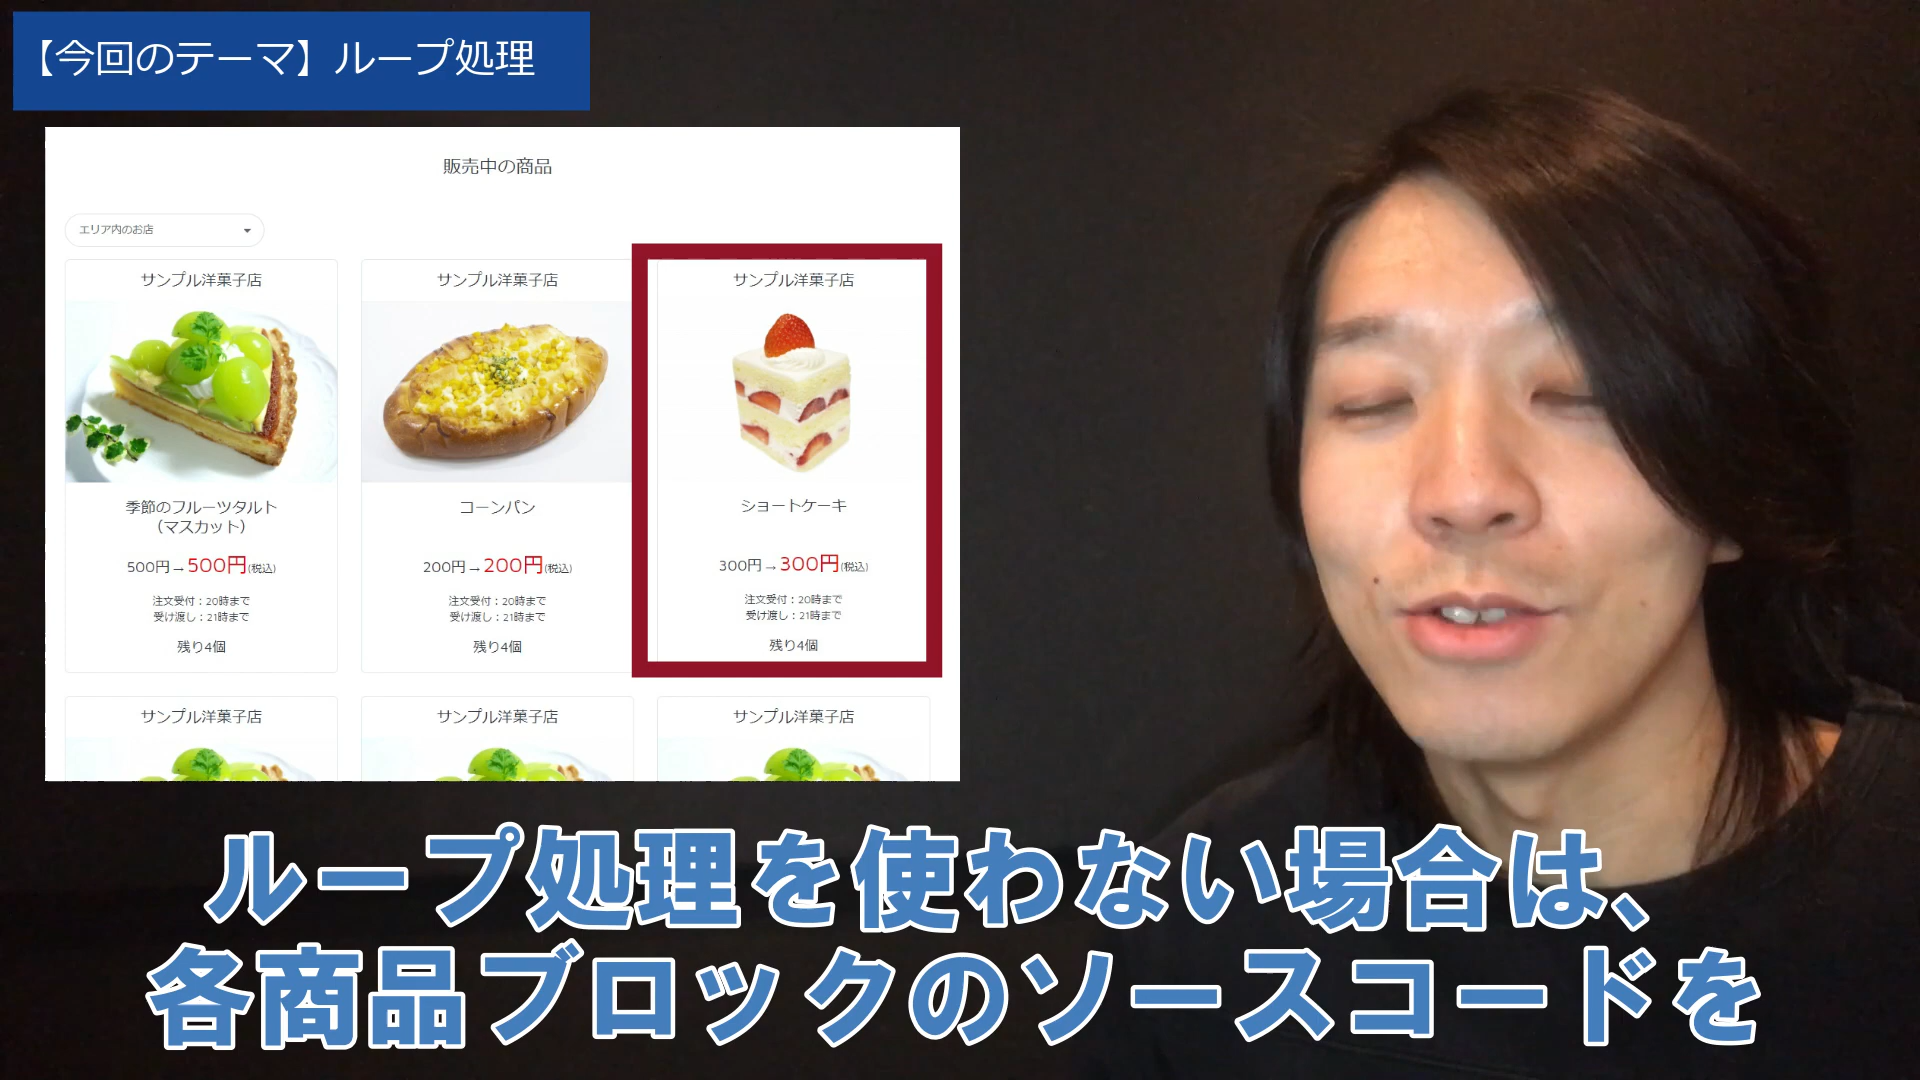 【今回のテーマ】ループ処理
販売中の商品
エリア内のお店
サンプル洋菓子店
季節のフルーツタルト
（マスカット）
500円→500円(税込)
注文受付：20時まで
受け渡し：21時まで
残り4個
サンプル洋菓子店
コーンパン
200円→200円(税込)
注文受付：20時まで
受け渡し：21時まで
残り4個
サンプル洋菓子店
ショートケーキ
300円→300円(税込)
注文受付：20時まで
受け渡し：21時まで
残り4個
サンプル洋菓子店
サンプル洋菓子店
サンプル洋菓子店
ループ処理を使わない場合は、
各商品ブロックのソースコードを